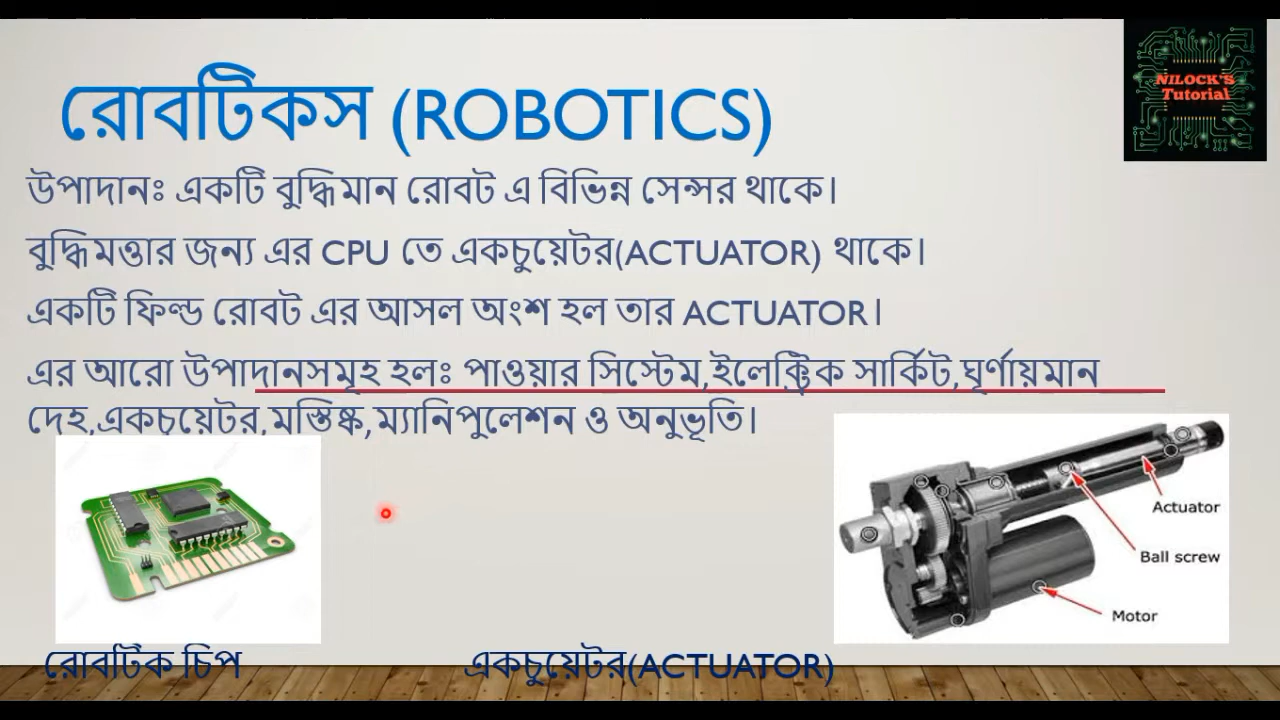 রোবটিকস (ROBOTICS)
NILOCK'S
Tutorial
উপাদানঃ একটি বুদ্ধিমান রোবট এ বিভিন্ন সেন্সর থাকে।
বুদ্ধিমত্তার জন্য এর CPU তে একচুয়েটর(ACTUATOR) থাকে।
একটি ফিল্ড রোবট এর আসল অংশ হল তার ACTUATOR।
এর আরো উপাদানসমূহ হলঃ পাওয়ার সিস্টেম,ইলেক্ট্রিক সার্কিট,ঘূর্ণায়মান
দেহ,একচুয়েটর,মস্তিষ্ক,ম্যানিপুলেশন ও অনুভূতি।
Actuator
Ball screw
Motor
রোবটিক চিপ
একচুয়েটর(ACTUATOR)